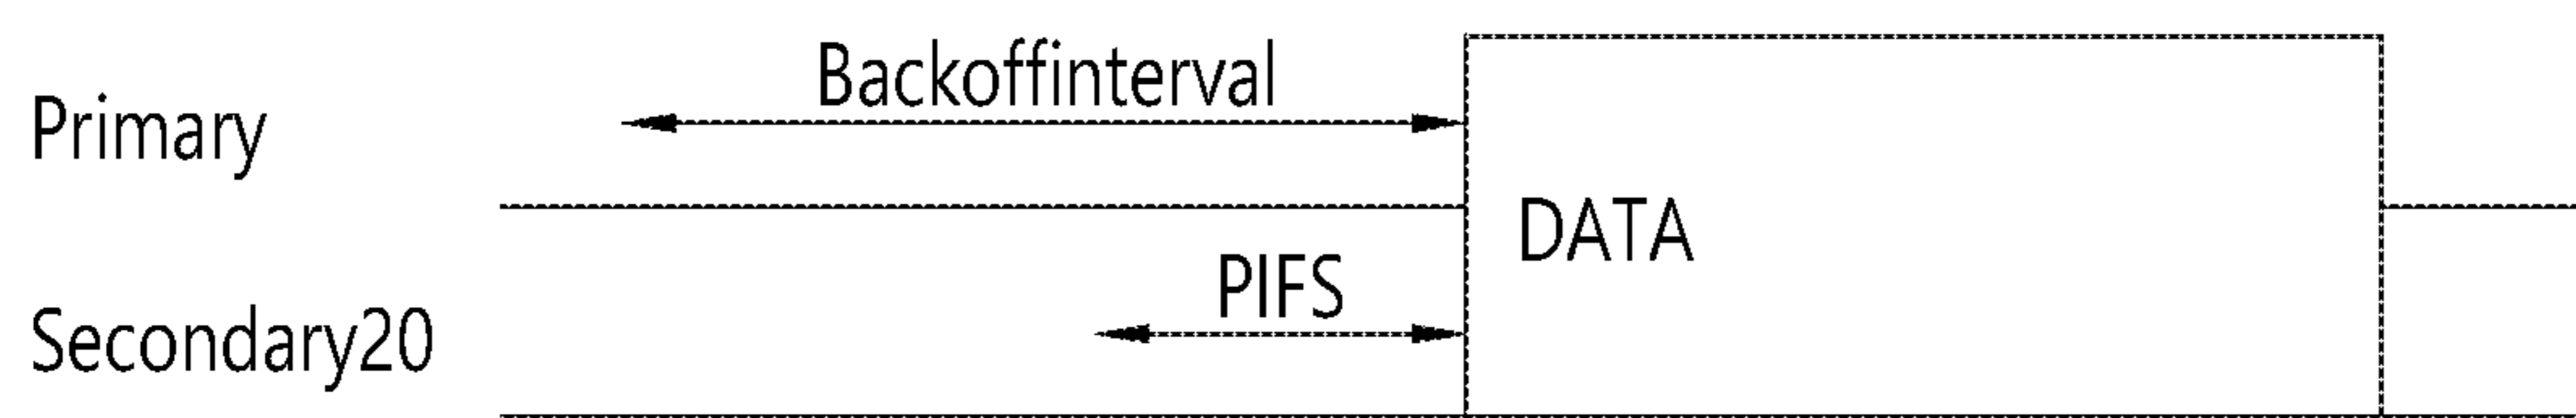 Backoffinterval
Primary
DATA
PIFS
Secondary20